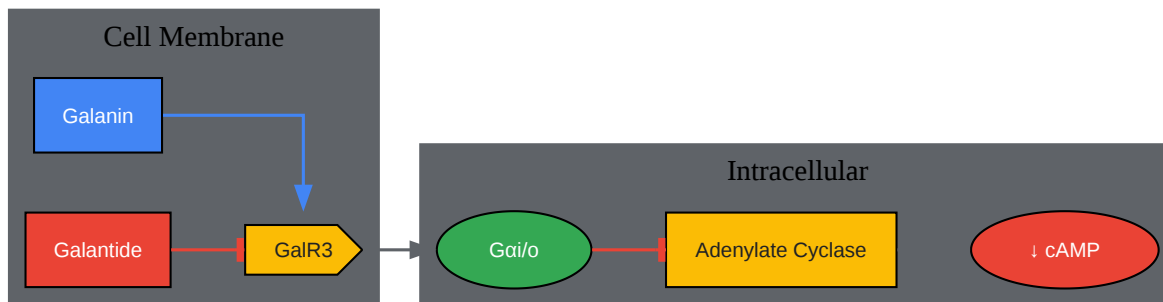 Cell Membrane
Galanin
Galantide
GalR3
Intracellular
Gαi/o
Adenylate Cyclase
↓ cAMP